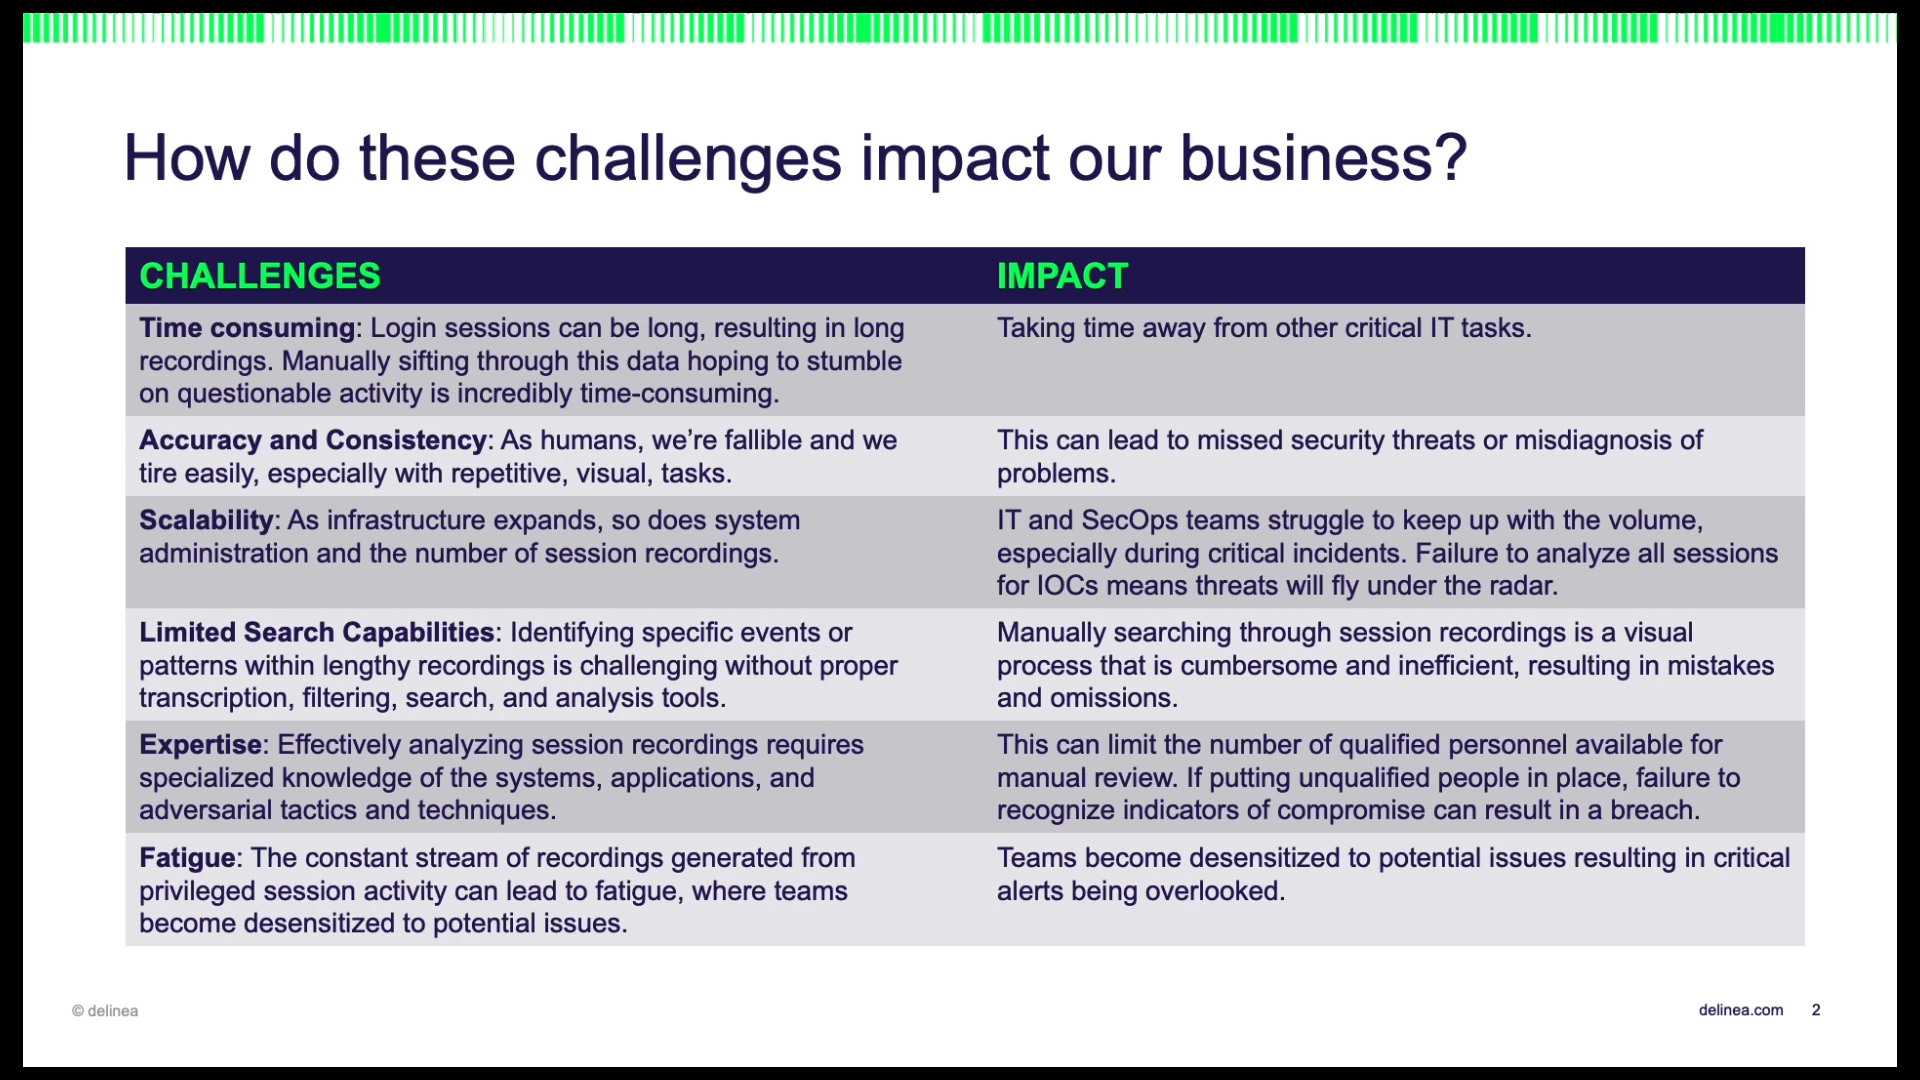 How do these challenges impact our business?
CHALLENGES
IMPACT
Time consuming: Login sessions can be long, resulting in long
recordings. Manually sifting through this data hoping to stumble
on questionable activity is incredibly time-consuming.
Taking time away from other critical IT tasks.
Accuracy and Consistency: As humans, we’re fallible and we
tire easily, especially with repetitive, visual, tasks.
This can lead to missed security threats or misdiagnosis of
problems.
Scalability: As infrastructure expands, so does system
administration and the number of session recordings.
IT and SecOps teams struggle to keep up with the volume,
especially during critical incidents. Failure to analyze all sessions
for IOCs means threats will fly under the radar.
Limited Search Capabilities: Identifying specific events or
patterns within lengthy recordings is challenging without proper
transcription, filtering, search, and analysis tools.
Manually searching through session recordings is a visual
process that is cumbersome and inefficient, resulting in mistakes
and omissions.
Expertise: Effectively analyzing session recordings requires
specialized knowledge of the systems, applications, and
adversarial tactics and techniques.
This can limit the number of qualified personnel available for
manual review. If putting unqualified people in place, failure to
recognize indicators of compromise can result in a breach.
Fatigue: The constant stream of recordings generated from
privileged session activity can lead to fatigue, where teams
become desensitized to potential issues.
Teams become desensitized to potential issues resulting in critical
alerts being overlooked.
© delinea
delinea.com 2